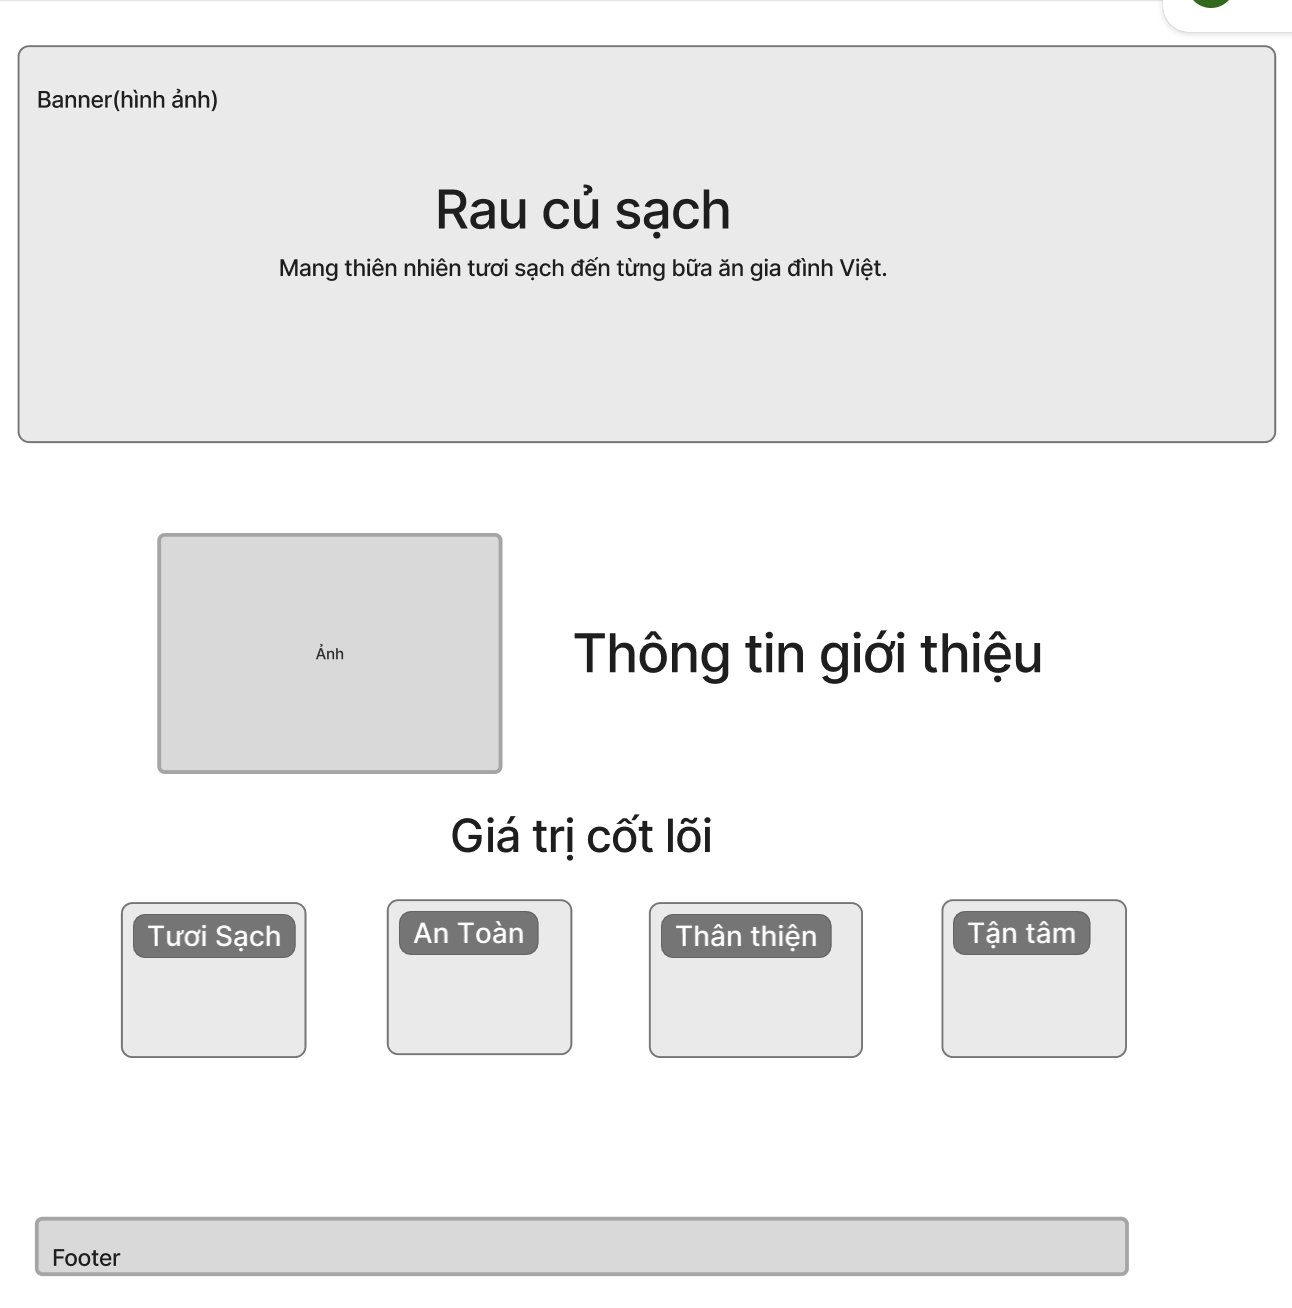 Banner(hình ảnh)
Rau củ sạch
Mang thiên nhiên tươi sạch đến từng bữa ăn gia đình Việt.
Ảnh
Thông tin giới thiệu
Giá trị cốt lõi
Tươi Sạch
An Toàn
Thân thiện
Tận tâm
Footer